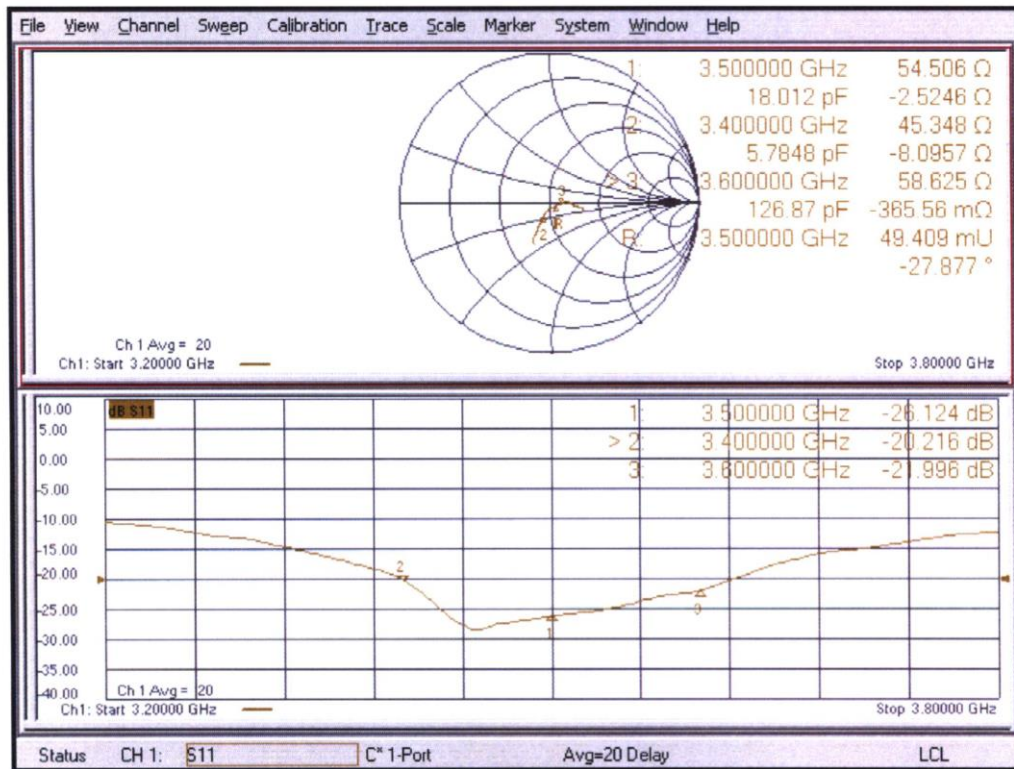 File View Channel Sweep Calibration Trace Scale Marker System Window Help
1: 3.500000 GHz 54.506 Ω
18.012 pF -2.5246 Ω
2: 3.400000 GHz 45.348 Ω
5.7848 pF -8.0957 Ω
> 3: 3.600000 GHz 58.625 Ω
126.87 pF -365.56 mΩ
R: 3.500000 GHz 49.409 mU
-27.877 °
3
R
2
Ch 1 Avg = 20
Ch1: Start 3.20000 GHz Stop 3.80000 GHz
dB S11
1: 3.500000 GHz -26.124 dB
> 2: 3.400000 GHz -20.216 dB
3: 3.600000 GHz -21.996 dB
10.00
5.00
0.00
-5.00
-10.00
-15.00
-20.00
-25.00
-30.00
-35.00
-40.00
2
1
Ch 1 Avg = 20
Ch1: Start 3.20000 GHz Stop 3.80000 GHz
Status CH 1: S11 C* 1-Port Avg=20 Delay LCL